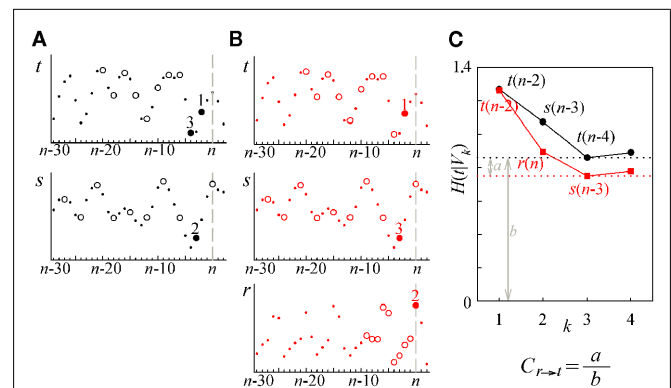 A
B
C
t
1
3
n-30
n-20
n-10
n
s
2
n-30
n-20
n-10
n
t
1
n-30
n-20
n-10
n
s
3
n-30
n-20
n-10
n
r
2
n-30
n-20
n-10
n
1.4
H(t|V_k)
0
t(n-2)
t(n-2)
s(n-3)
t(n-4)
r(n)
s(n-3)
a
b
1 2 3 4
k
C_{r→t} = a/b